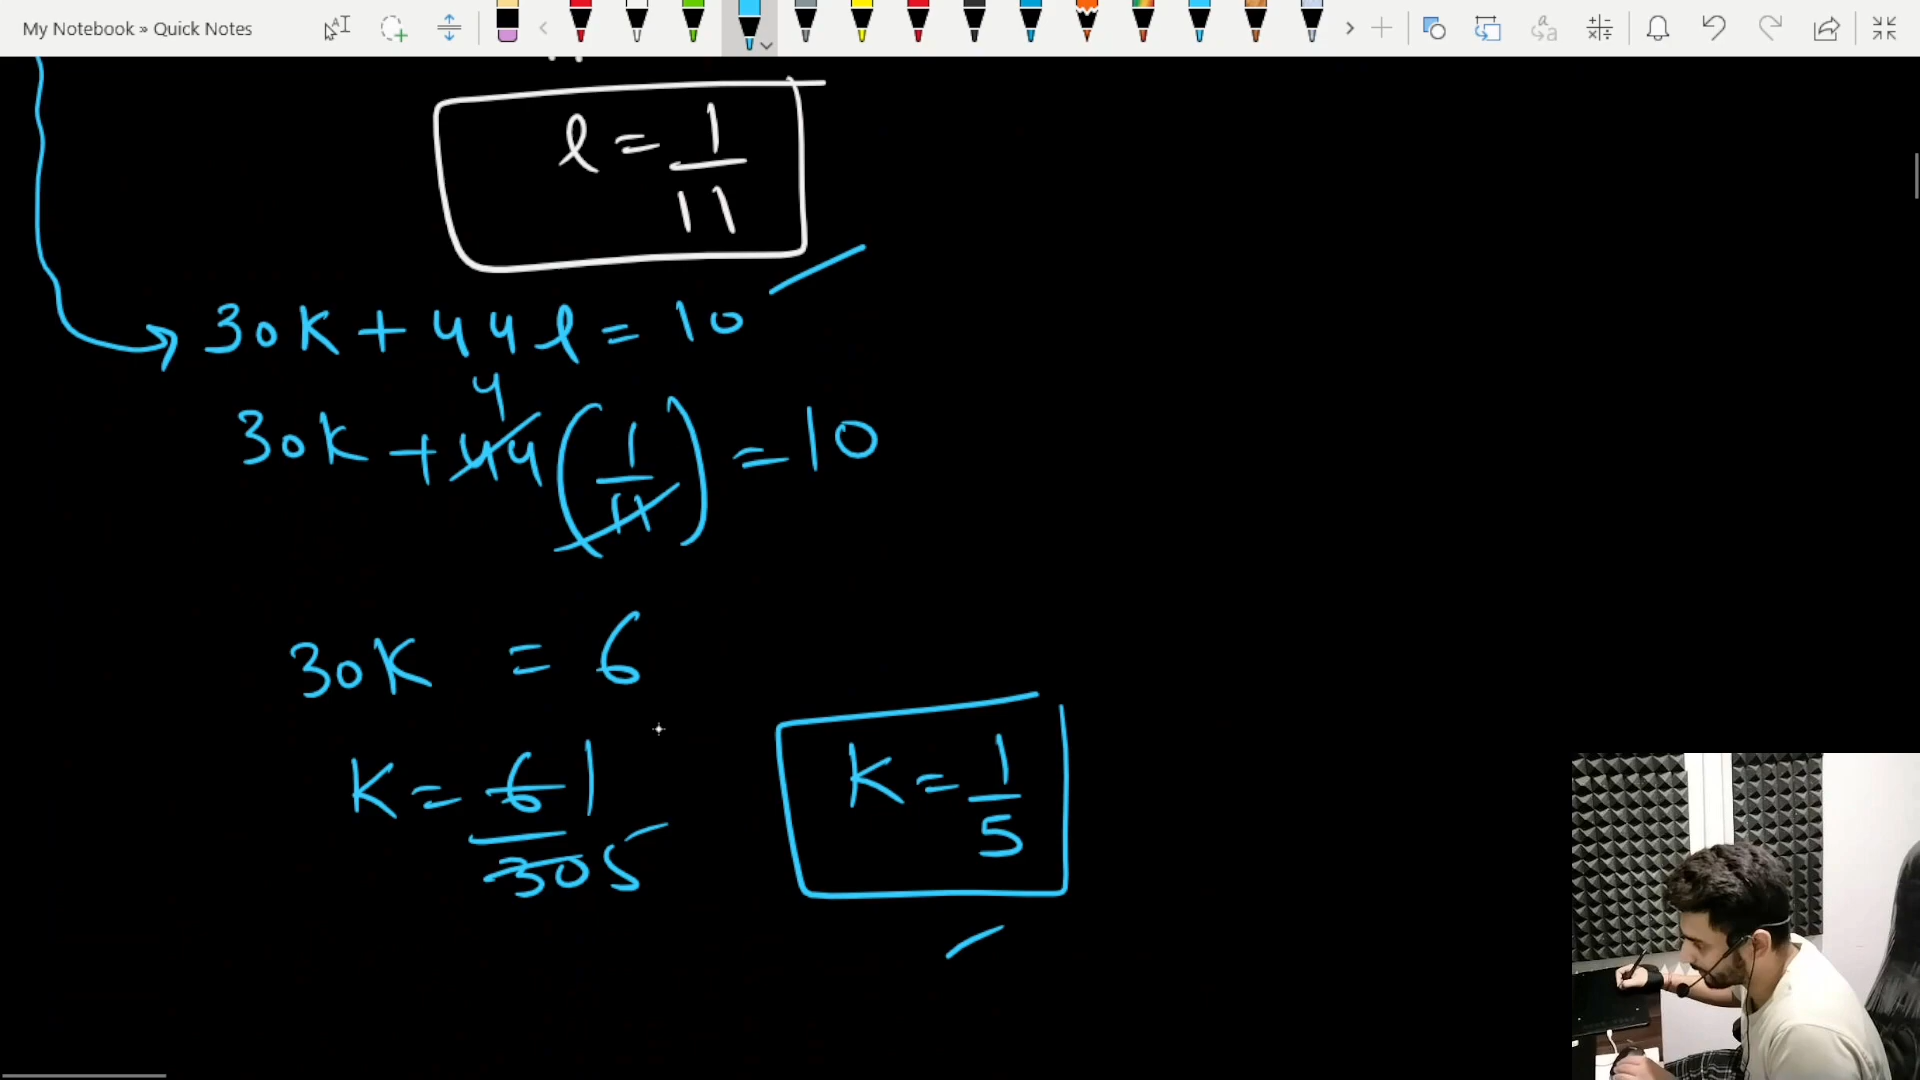 My Notebook » Quick Notes
l = 1/11
30K + 44l = 10
30K + 44 (1/11) = 10
4
30K = 6
K = 6/30 1/5
K = 1/5